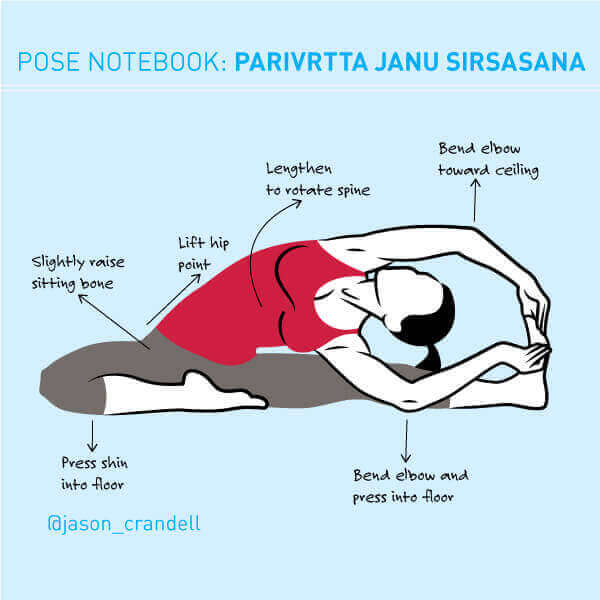 POSE NOTEBOOK: PARIVRTTA JANU SIRSASANA
Bend elbow
toward ceiling
Lengthen
to rotate spine
Lift hip
point
Slightly raise
sitting bone
Press shin
into floor
Bend elbow and
press into floor
@jason_crandell